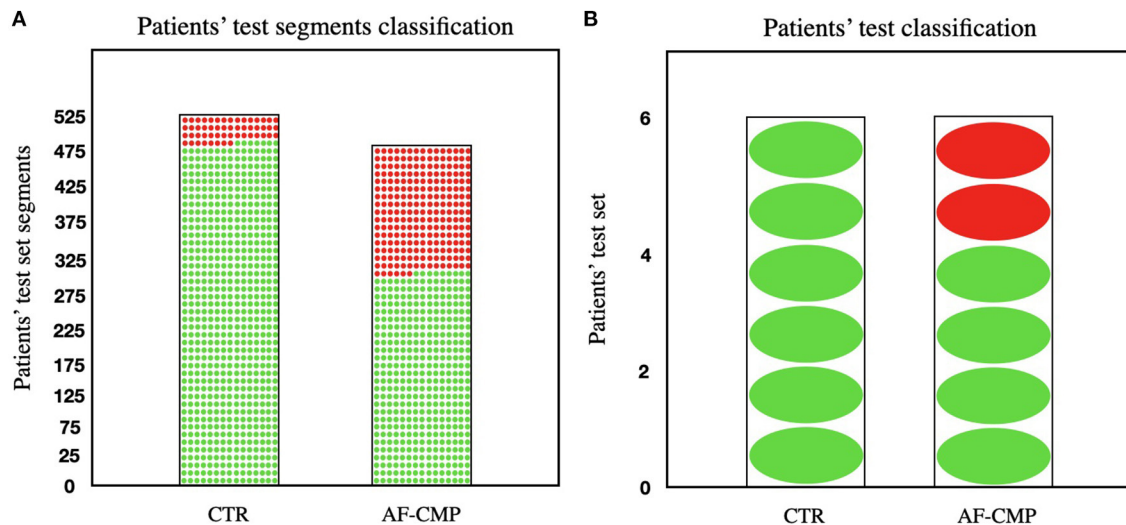 A
Patients' test segments classification
Patients' test set segments
525
475
425
375
325
275
225
175
125
75
25
0
CTR
AF-CMP
B
Patients' test classification
Patients' test set
6
4
2
0
CTR
AF-CMP